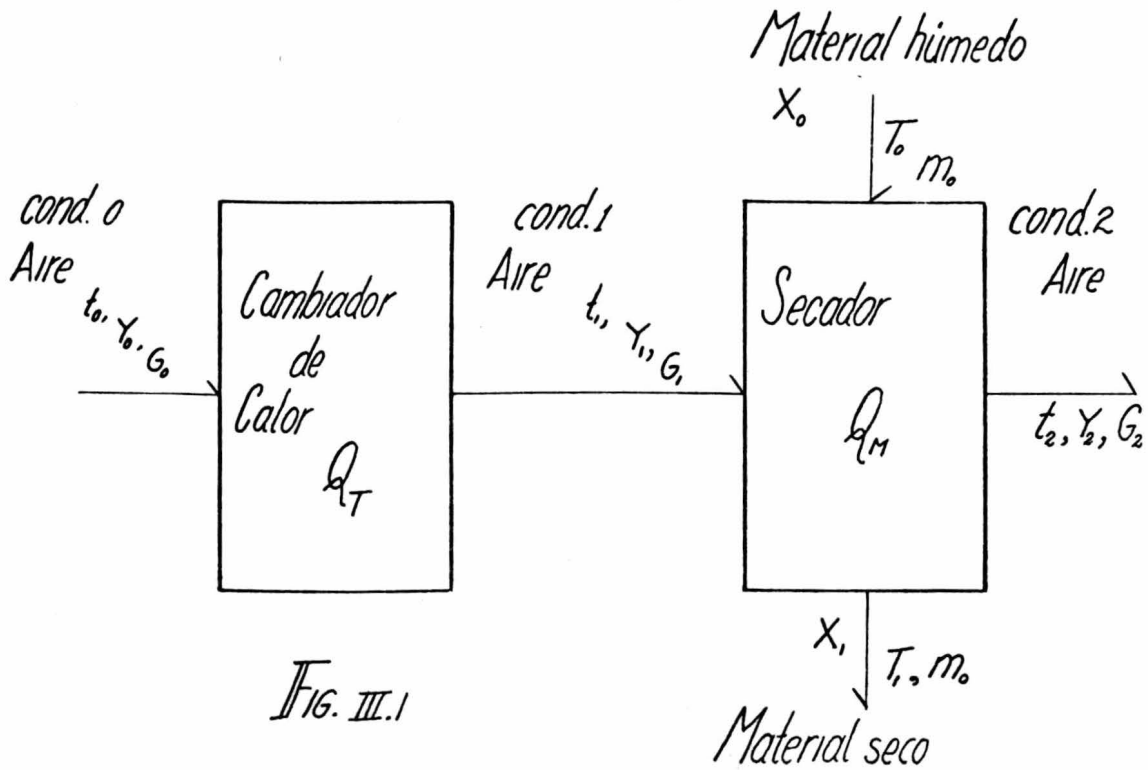 Material húmedo
X₀
T₀
m₀
cond. 0
Aire
t₀, Y₀, G₀
Cambiador
de
Calor
Q_T
cond. 1
Aire
t₁, Y₁, G₁
Secador
Q_M
cond. 2
Aire
t₂, Y₂, G₂
X₁
T₁, m₀
Material seco
FIG. III.1